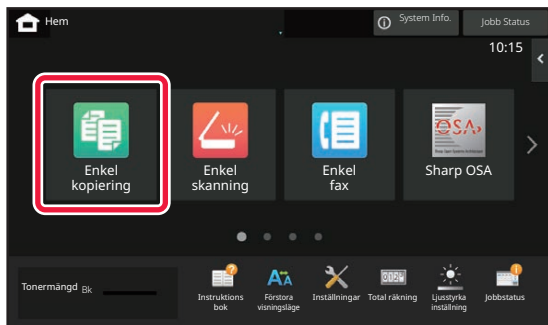 Hem
System Info.
Jobb Status
10:15
Enkel
kopiering
Enkel
skanning
Enkel
fax
OSA
Sharp OSA
Tonermängd Bk
Instruktions
bok
Förstora
visningsläge
Inställningar
Total räkning
Ljusstyrka
inställning
Jobbstatus